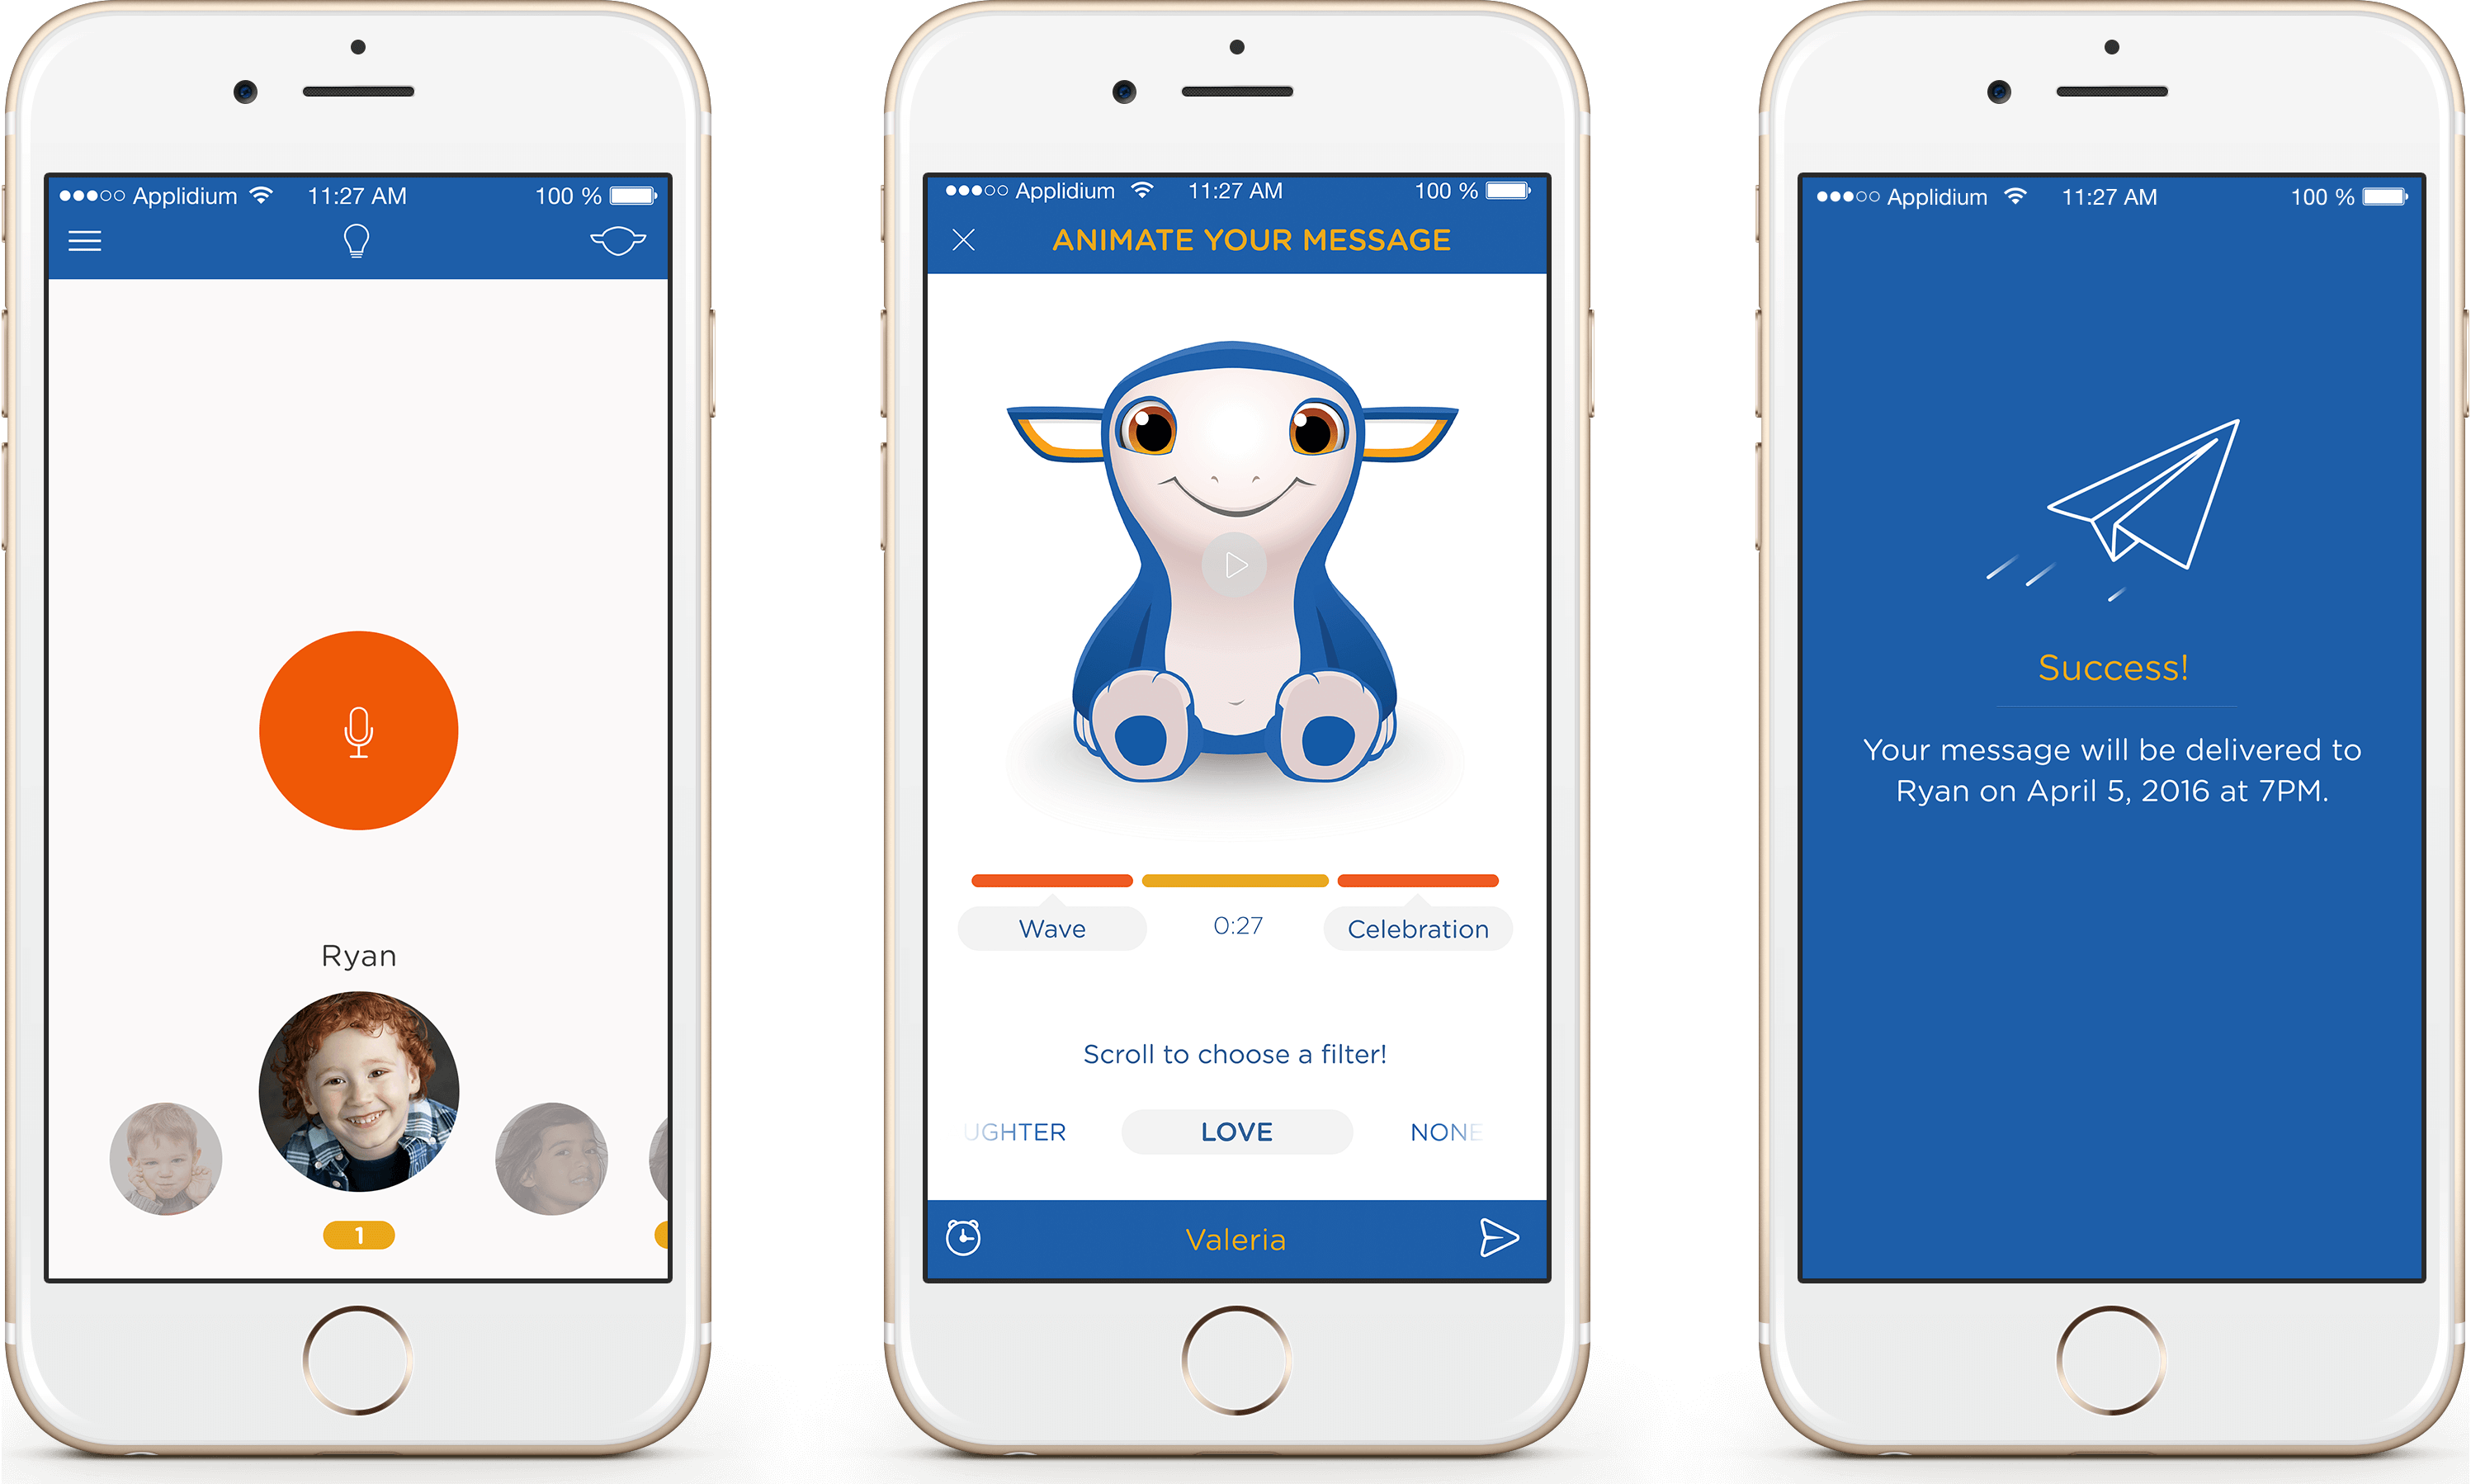 Applidium 11:27 AM 100 %
Ryan
1
Applidium 11:27 AM 100 %
ANIMATE YOUR MESSAGE
Wave 0:27 Celebration
Scroll to choose a filter!
UGHTER LOVE NONE
Valeria
Applidium 11:27 AM 100 %
Success!
Your message will be delivered to
Ryan on April 5, 2016 at 7PM.